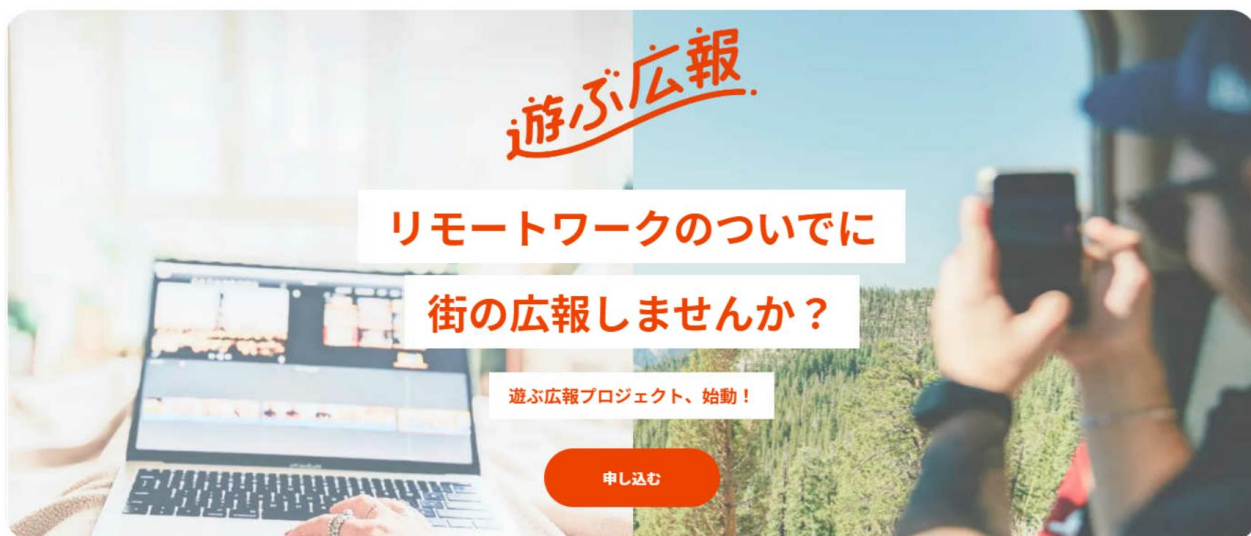 遊ぶ広報
リモートワークのついでに
街の広報しませんか？
遊ぶ広報プロジェクト、始動！
申し込む